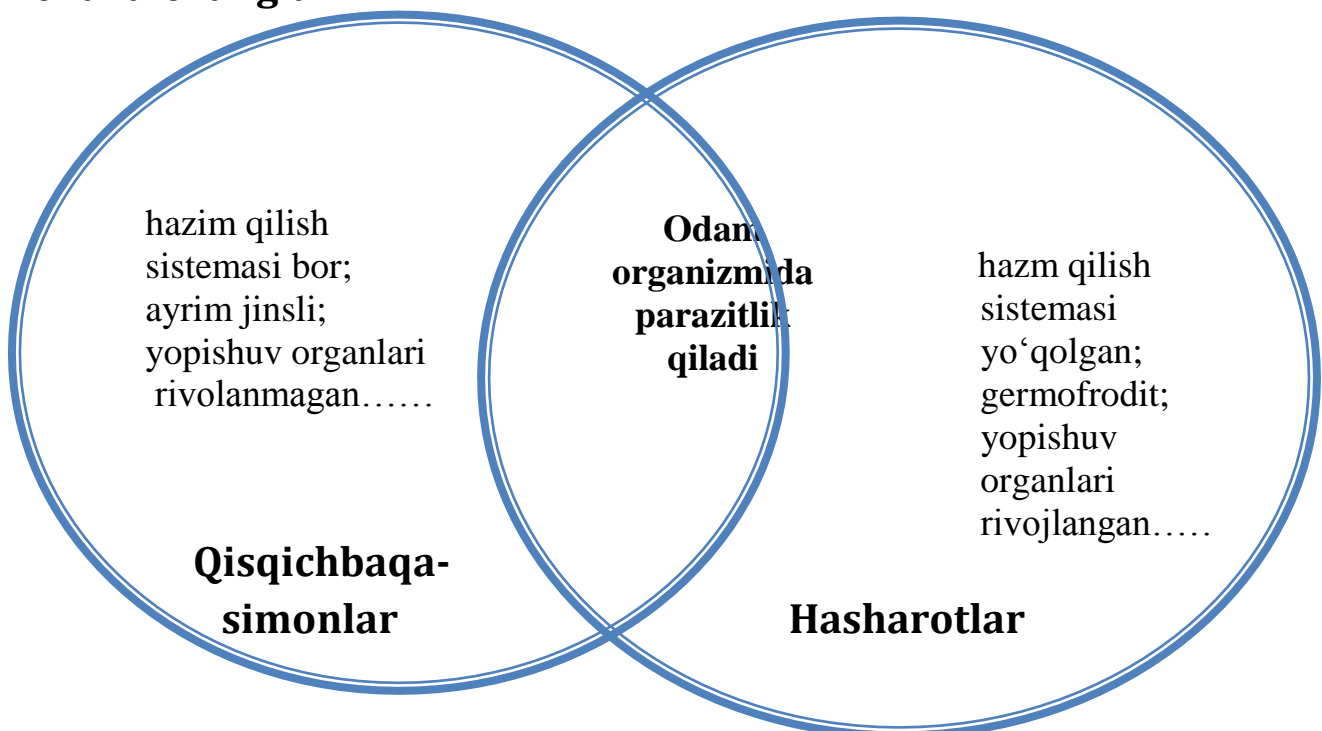 hazim qilish
sistemasi bor;
ayrim jinsli;
yopishuv organlari
rivolanmagan……
Qisqichbaqa-
simonlar
Odam
organizmida
parazitlik
qiladi
hazm qilish
sistemasi
yo‘qolgan;
germofrodit;
yopishuv
organlari
rivojlangan…..
Hasharotlar